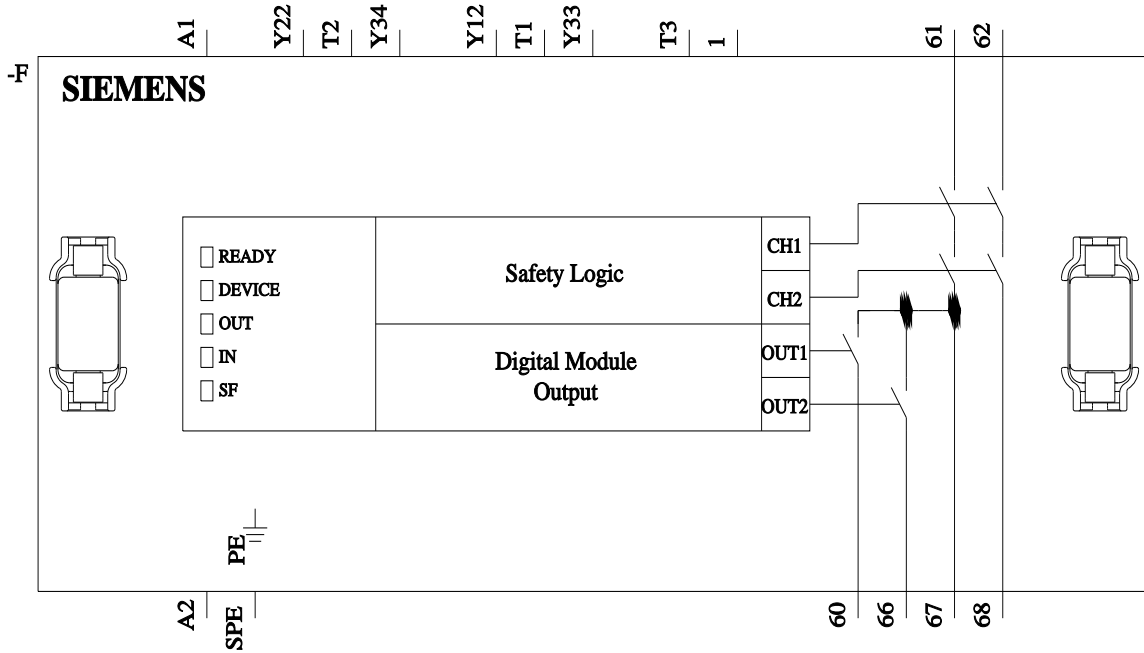 A1
Y22
T2
Y34
Y12
T1
Y33
T3
1
61
62
-F
SIEMENS
READY
DEVICE
OUT
IN
SF
Safety Logic
Digital Module
Output
CH1
CH2
OUT1
OUT2
PE
A2
SPE
60
66
67
68